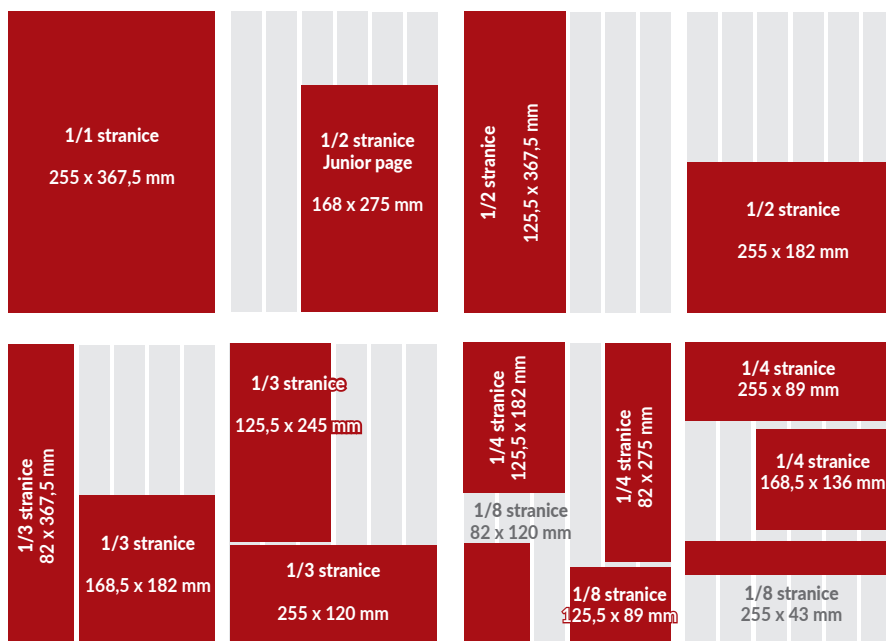 1/1 stranice
255 x 367,5 mm
1/2 stranice
Junior page
168 x 275 mm
1/2 stranice
125,5 x 367,5 mm
1/2 stranice
255 x 182 mm
1/3 stranice
82 x 367,5 mm
1/3 stranice
168,5 x 182 mm
1/3 stranice
125,5 x 245 mm
1/3 stranice
255 x 120 mm
1/4 stranice
125,5 x 182 mm
1/8 stranice
82 x 120 mm
1/4 stranice
82 x 275 mm
1/8 stranice
125,5 x 89 mm
1/4 stranice
255 x 89 mm
1/4 stranice
168,5 x 136 mm
1/8 stranice
255 x 43 mm